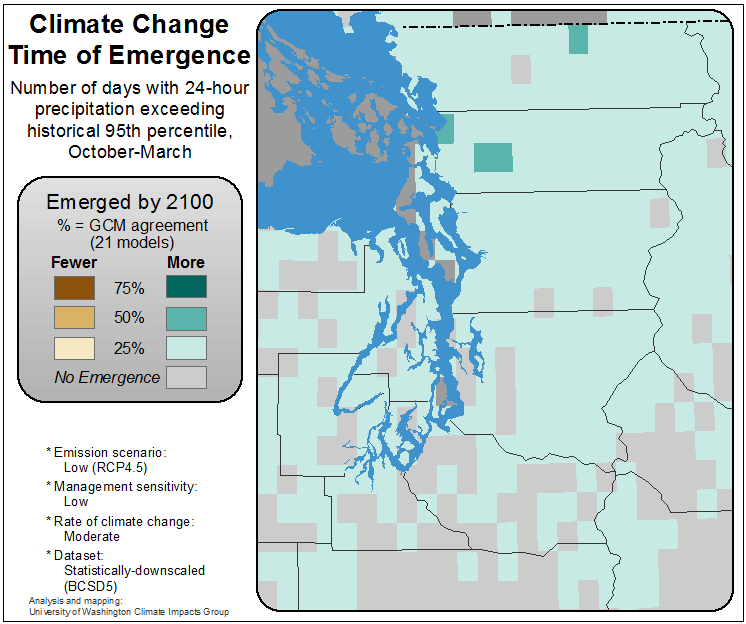 Climate Change
Time of Emergence
Number of days with 24-hour
precipitation exceeding
historical 95th percentile,
October-March
Emerged by 2100
% = GCM agreement
(21 models)
Fewer More
75%
50%
25%
No Emergence
* Emission scenario:
Low (RCP4.5)
* Management sensitivity:
Low
* Rate of climate change:
Moderate
* Dataset:
Statistically-downscaled
(BCSD5)
Analysis and mapping:
University of Washington Climate Impacts Group